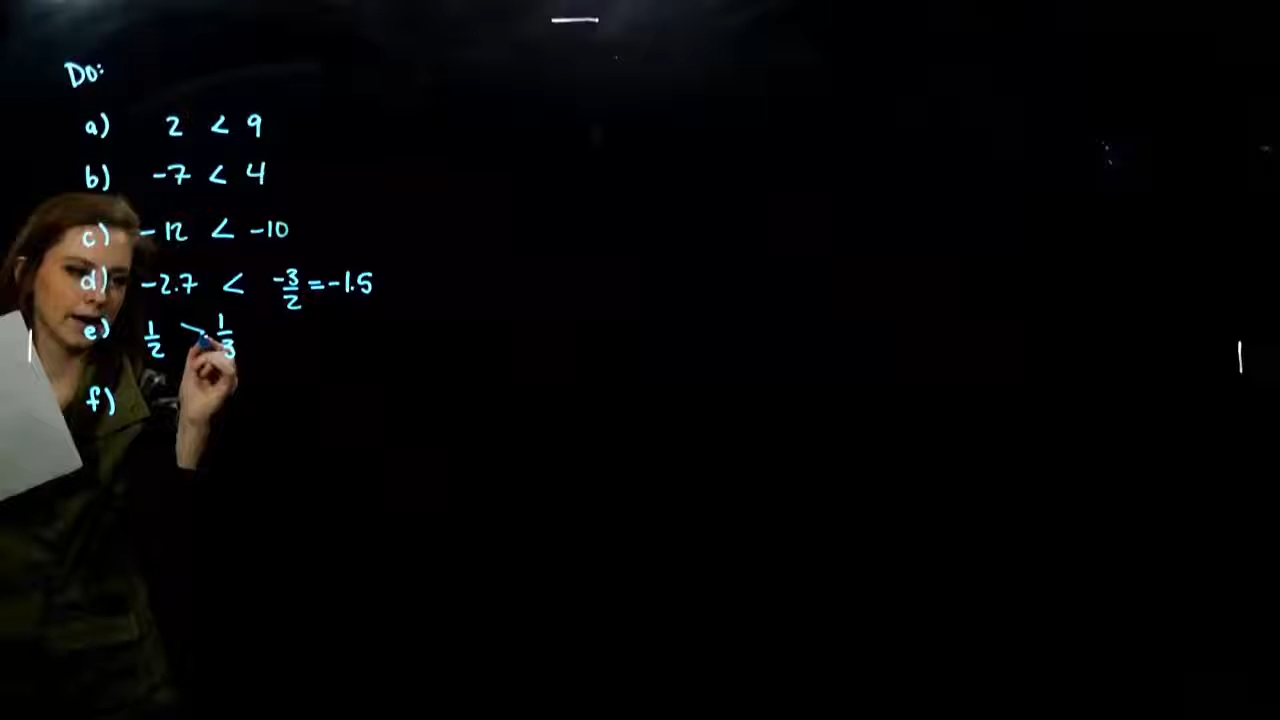 Do:
a) 2 < 9
b) -7 < 4
c) -12 < -10
d) -2.7 < -3/2 = -1.5
e) 1/2 > 1/3
f)